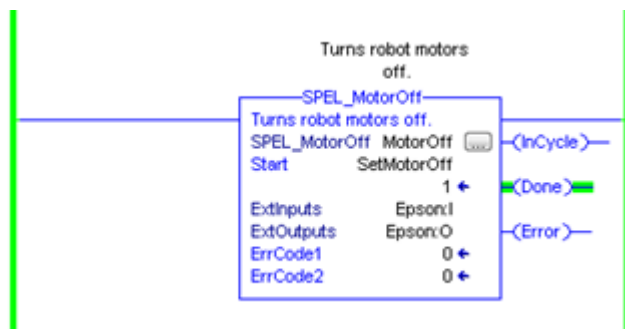 Turns robot motors
off.
SPEL_MotorOff
Turns robot motors off.
SPEL_MotorOff MotorOff ... (InCycle)
Start SetMotorOff
1 (Done)
ExtInputs Epson:I
ExtOutputs Epson:O (Error)
ErrCode1 0
ErrCode2 0